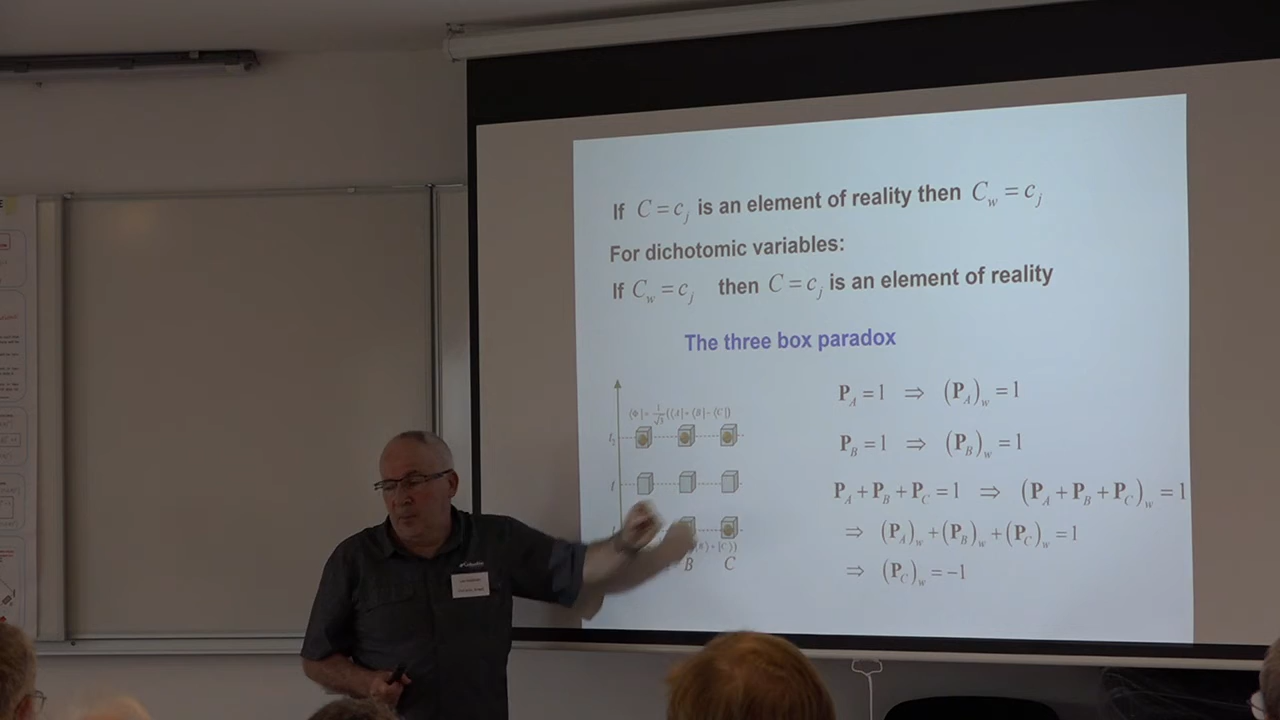 If C = c_j is an element of reality then C_w = c_j
For dichotomic variables:
If C_w = c_j then C = c_j is an element of reality
The three box paradox
P_A = 1 ⇒ (P_A)_w = 1
P_B = 1 ⇒ (P_B)_w = 1
P_A + P_B + P_C = 1 ⇒ (P_A + P_B + P_C)_w = 1
⇒ (P_A)_w + (P_B)_w + (P_C)_w = 1
⇒ (P_C)_w = −1
t_2
t
B C